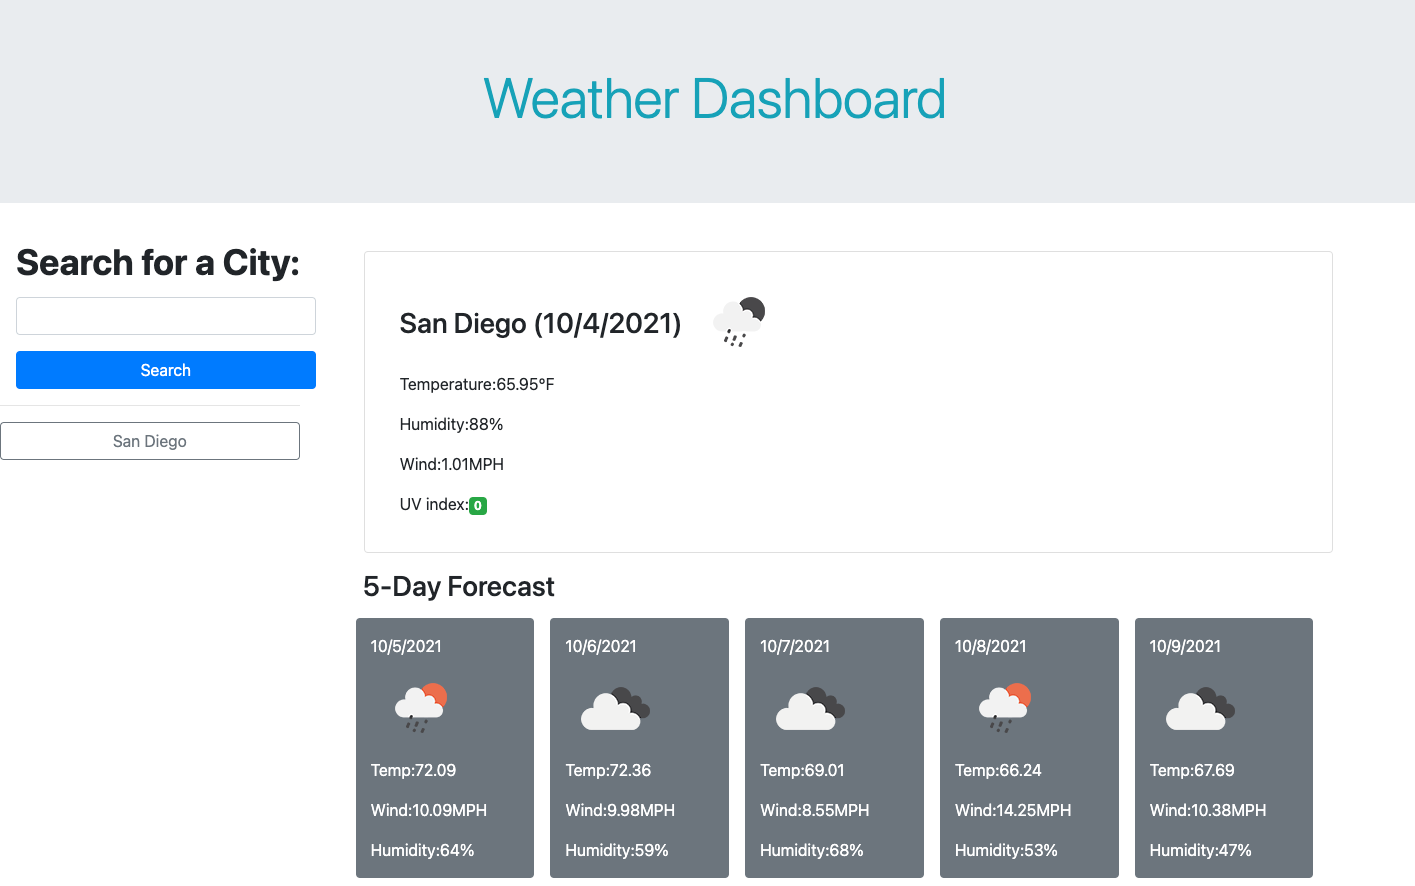 Weather Dashboard
Search for a City:
Search
San Diego
San Diego (10/4/2021)
Temperature:65.95°F
Humidity:88%
Wind:1.01MPH
UV index:0
5-Day Forecast
10/5/2021
Temp:72.09
Wind:10.09MPH
Humidity:64%
10/6/2021
Temp:72.36
Wind:9.98MPH
Humidity:59%
10/7/2021
Temp:69.01
Wind:8.55MPH
Humidity:68%
10/8/2021
Temp:66.24
Wind:14.25MPH
Humidity:53%
10/9/2021
Temp:67.69
Wind:10.38MPH
Humidity:47%